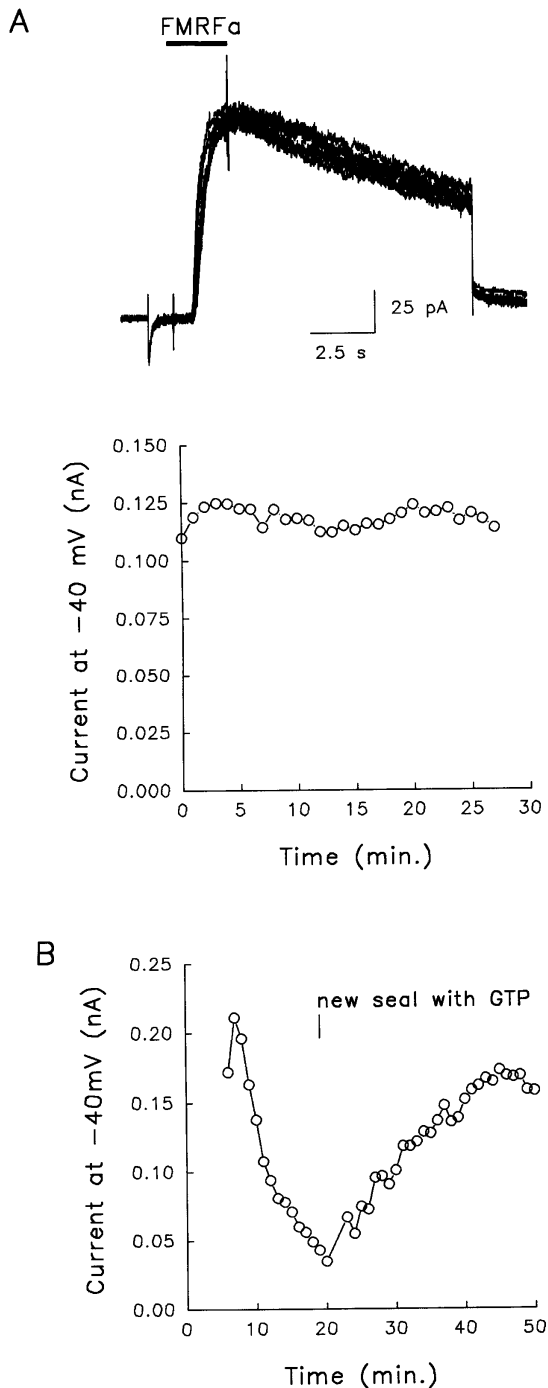 A
FMRFa
25 pA
2.5 s
0.150
0.125
0.100
0.075
0.050
0.025
0.000
Current at −40 mV (nA)
0 5 10 15 20 25 30
Time (min.)
B
0.25
0.20
0.15
0.10
0.05
0.00
Current at −40mV (nA)
new seal with GTP
0 10 20 30 40 50
Time (min.)